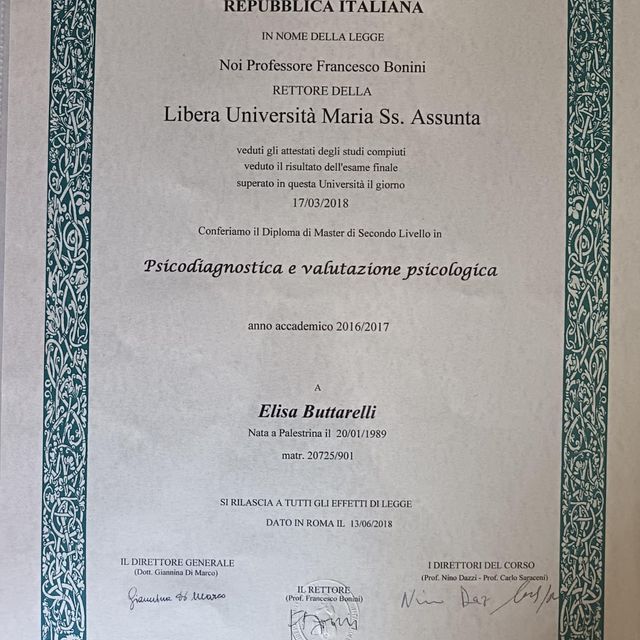 REPUBBLICA ITALIANA
IN NOME DELLA LEGGE
Noi Professore Francesco Bonini
RETTORE DELLA
Libera Università Maria Ss. Assunta
veduti gli attestati degli studi compiuti
veduto il risultato dell'esame finale
superato in questa Università il giorno
17/03/2018
Conferiamo il Diploma di Master di Secondo Livello in
Psicodiagnostica e valutazione psicologica
anno accademico 2016/2017
A
Elisa Buttarelli
Nata a Palestrina il 20/01/1989
matr. 20725/901
SI RILASCIA A TUTTI GLI EFFETTI DI LEGGE
DATO IN ROMA IL 13/06/2018
IL DIRETTORE GENERALE
(Dott. Giannina Di Marco)
Giannina Di Marco
IL RETTORE
(Prof. Francesco Bonini)
I DIRETTORI DEL CORSO
(Prof. Nino Dazzi - Prof. Carlo Saraceni)